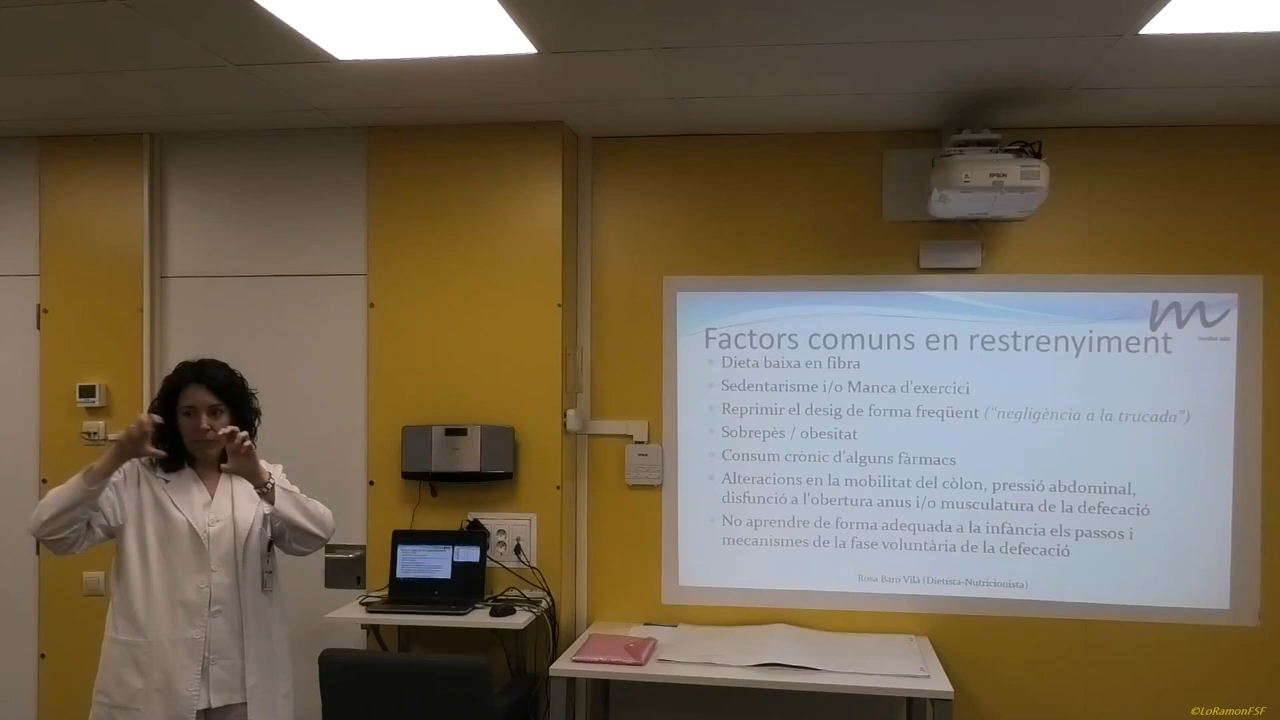 EPSON
m
Factors comuns en restrenyiment
Dieta baixa en fibra
Sedentarisme i/o Manca d'exercici
Reprimir el desig de forma freqüent ("negligència a la trucada")
Sobrepès / obesitat
Consum crònic d'alguns fàrmacs
Alteracions en la mobilitat del còlon, pressió abdominal,
disfunció a l'obertura anus i/o musculatura de la defecació
No aprendre de forma adequada a la infància els passos i
mecanismes de la fase voluntària de la defecació
Rosa Baró Vilà (Dietista-Nutricionista)
©LoRamonFSF